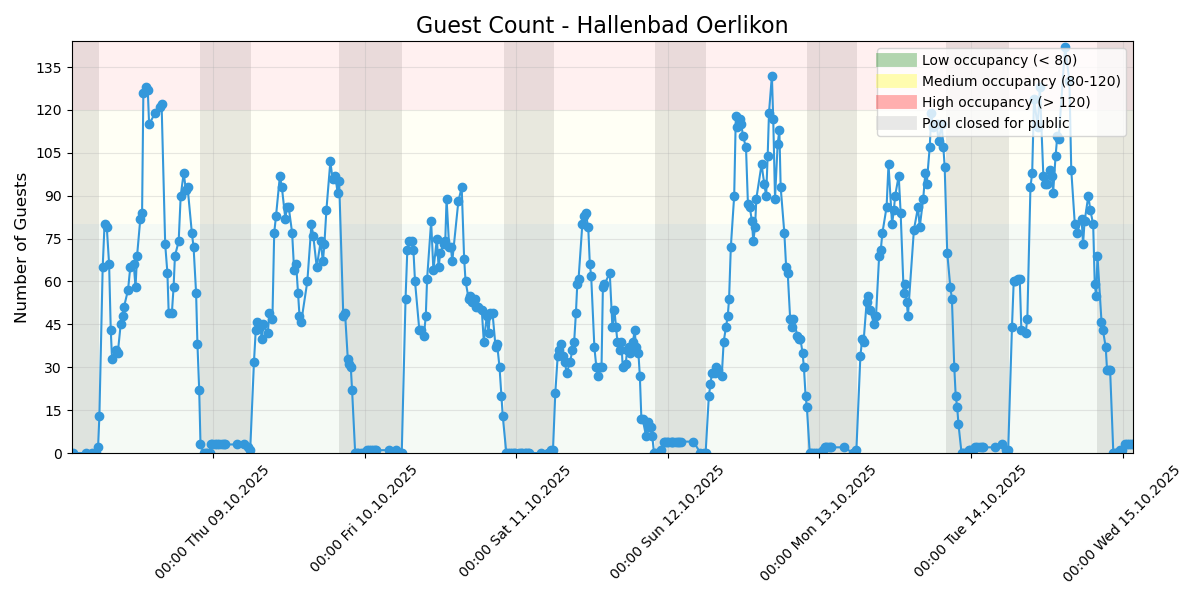 Guest Count - Hallenbad Oerlikon
Number of Guests
135
120
105
90
75
60
45
30
15
0
Low occupancy (< 80)
Medium occupancy (80-120)
High occupancy (> 120)
Pool closed for public
00:00 Thu 09.10.2025
00:00 Fri 10.10.2025
00:00 Sat 11.10.2025
00:00 Sun 12.10.2025
00:00 Mon 13.10.2025
00:00 Tue 14.10.2025
00:00 Wed 15.10.2025